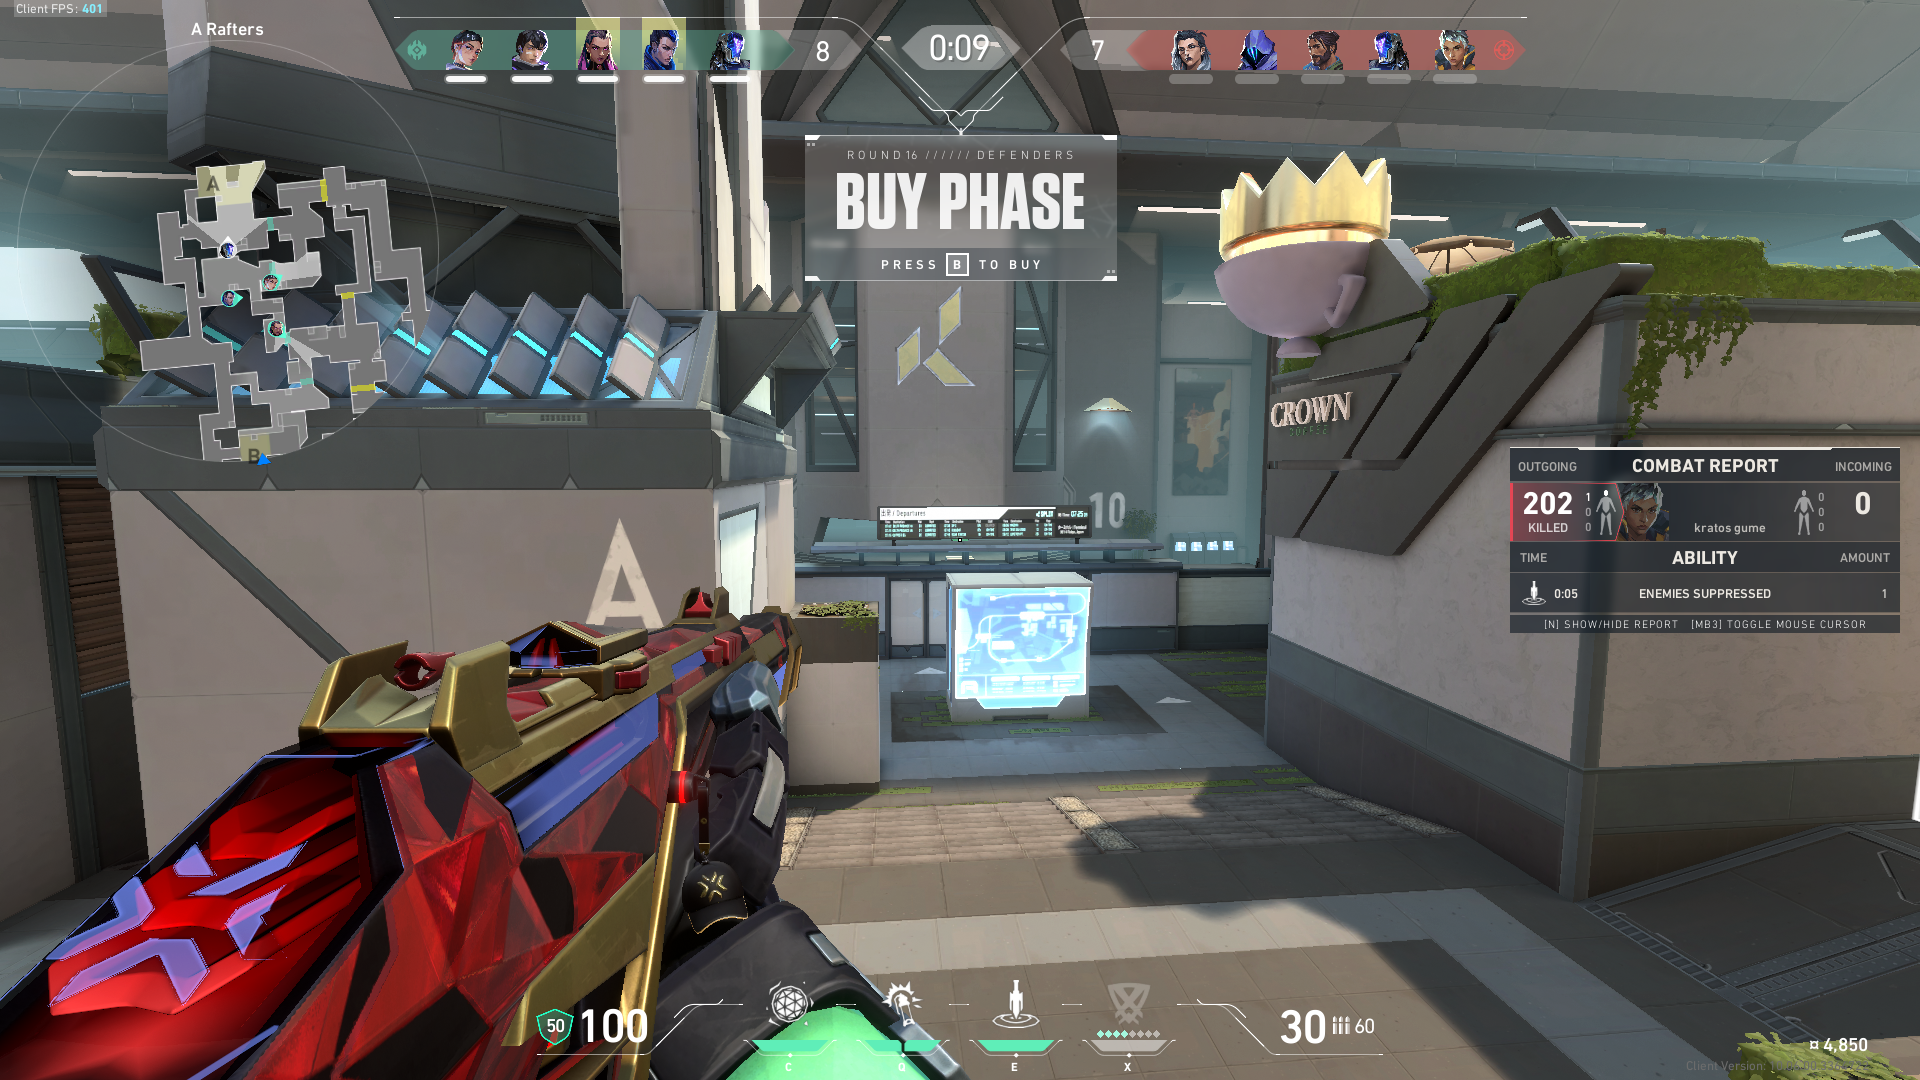 Client FPS: 401
A Rafters
8
0:09
7
ROUND 16 ////// DEFENDERS
BUY PHASE
PRESS B TO BUY
A
B
CROWN
10
Departures
A
OUTGOING COMBAT REPORT INCOMING
202 KILLED
1
0
0
kratos gume
0
0
0
0
TIME ABILITY AMOUNT
0:05 ENEMIES SUPPRESSED 1
[N] SHOW/HIDE REPORT [MB3] TOGGLE MOUSE CURSOR
50 100
30 60
C
Q
E
X
¤ 4,850
Client Version: